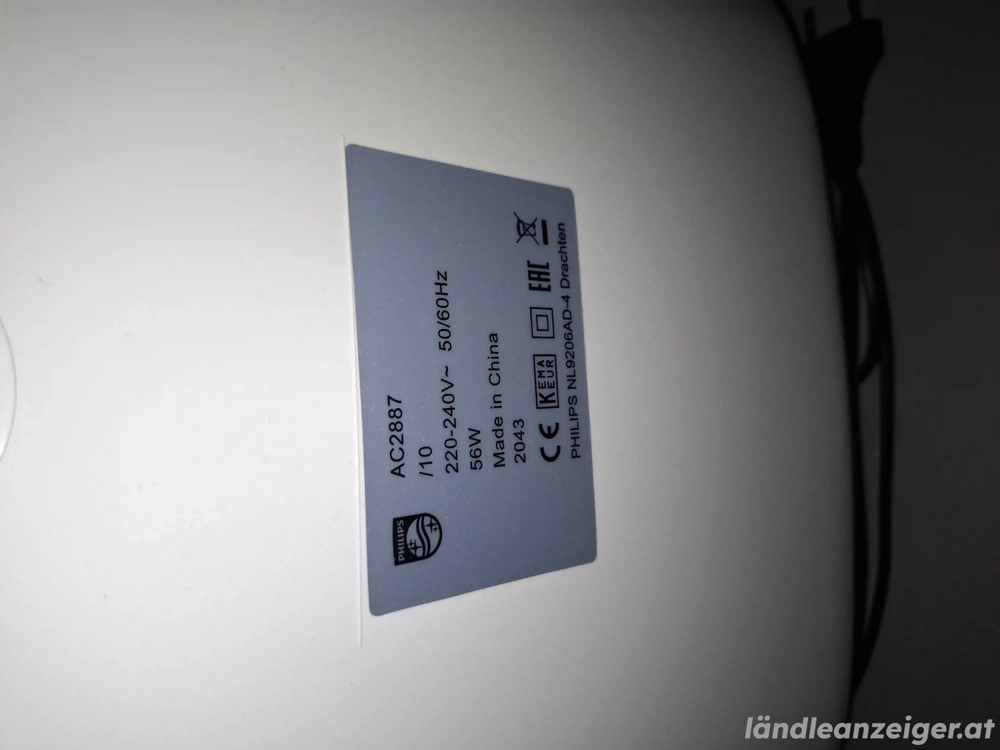 PHILIPS
AC2887
/10
220-240V~ 50/60Hz
56W
Made in China
2043
CE KEMA EUR EAC
PHILIPS NL9206AD-4 Drachten
ländleanzeiger.at